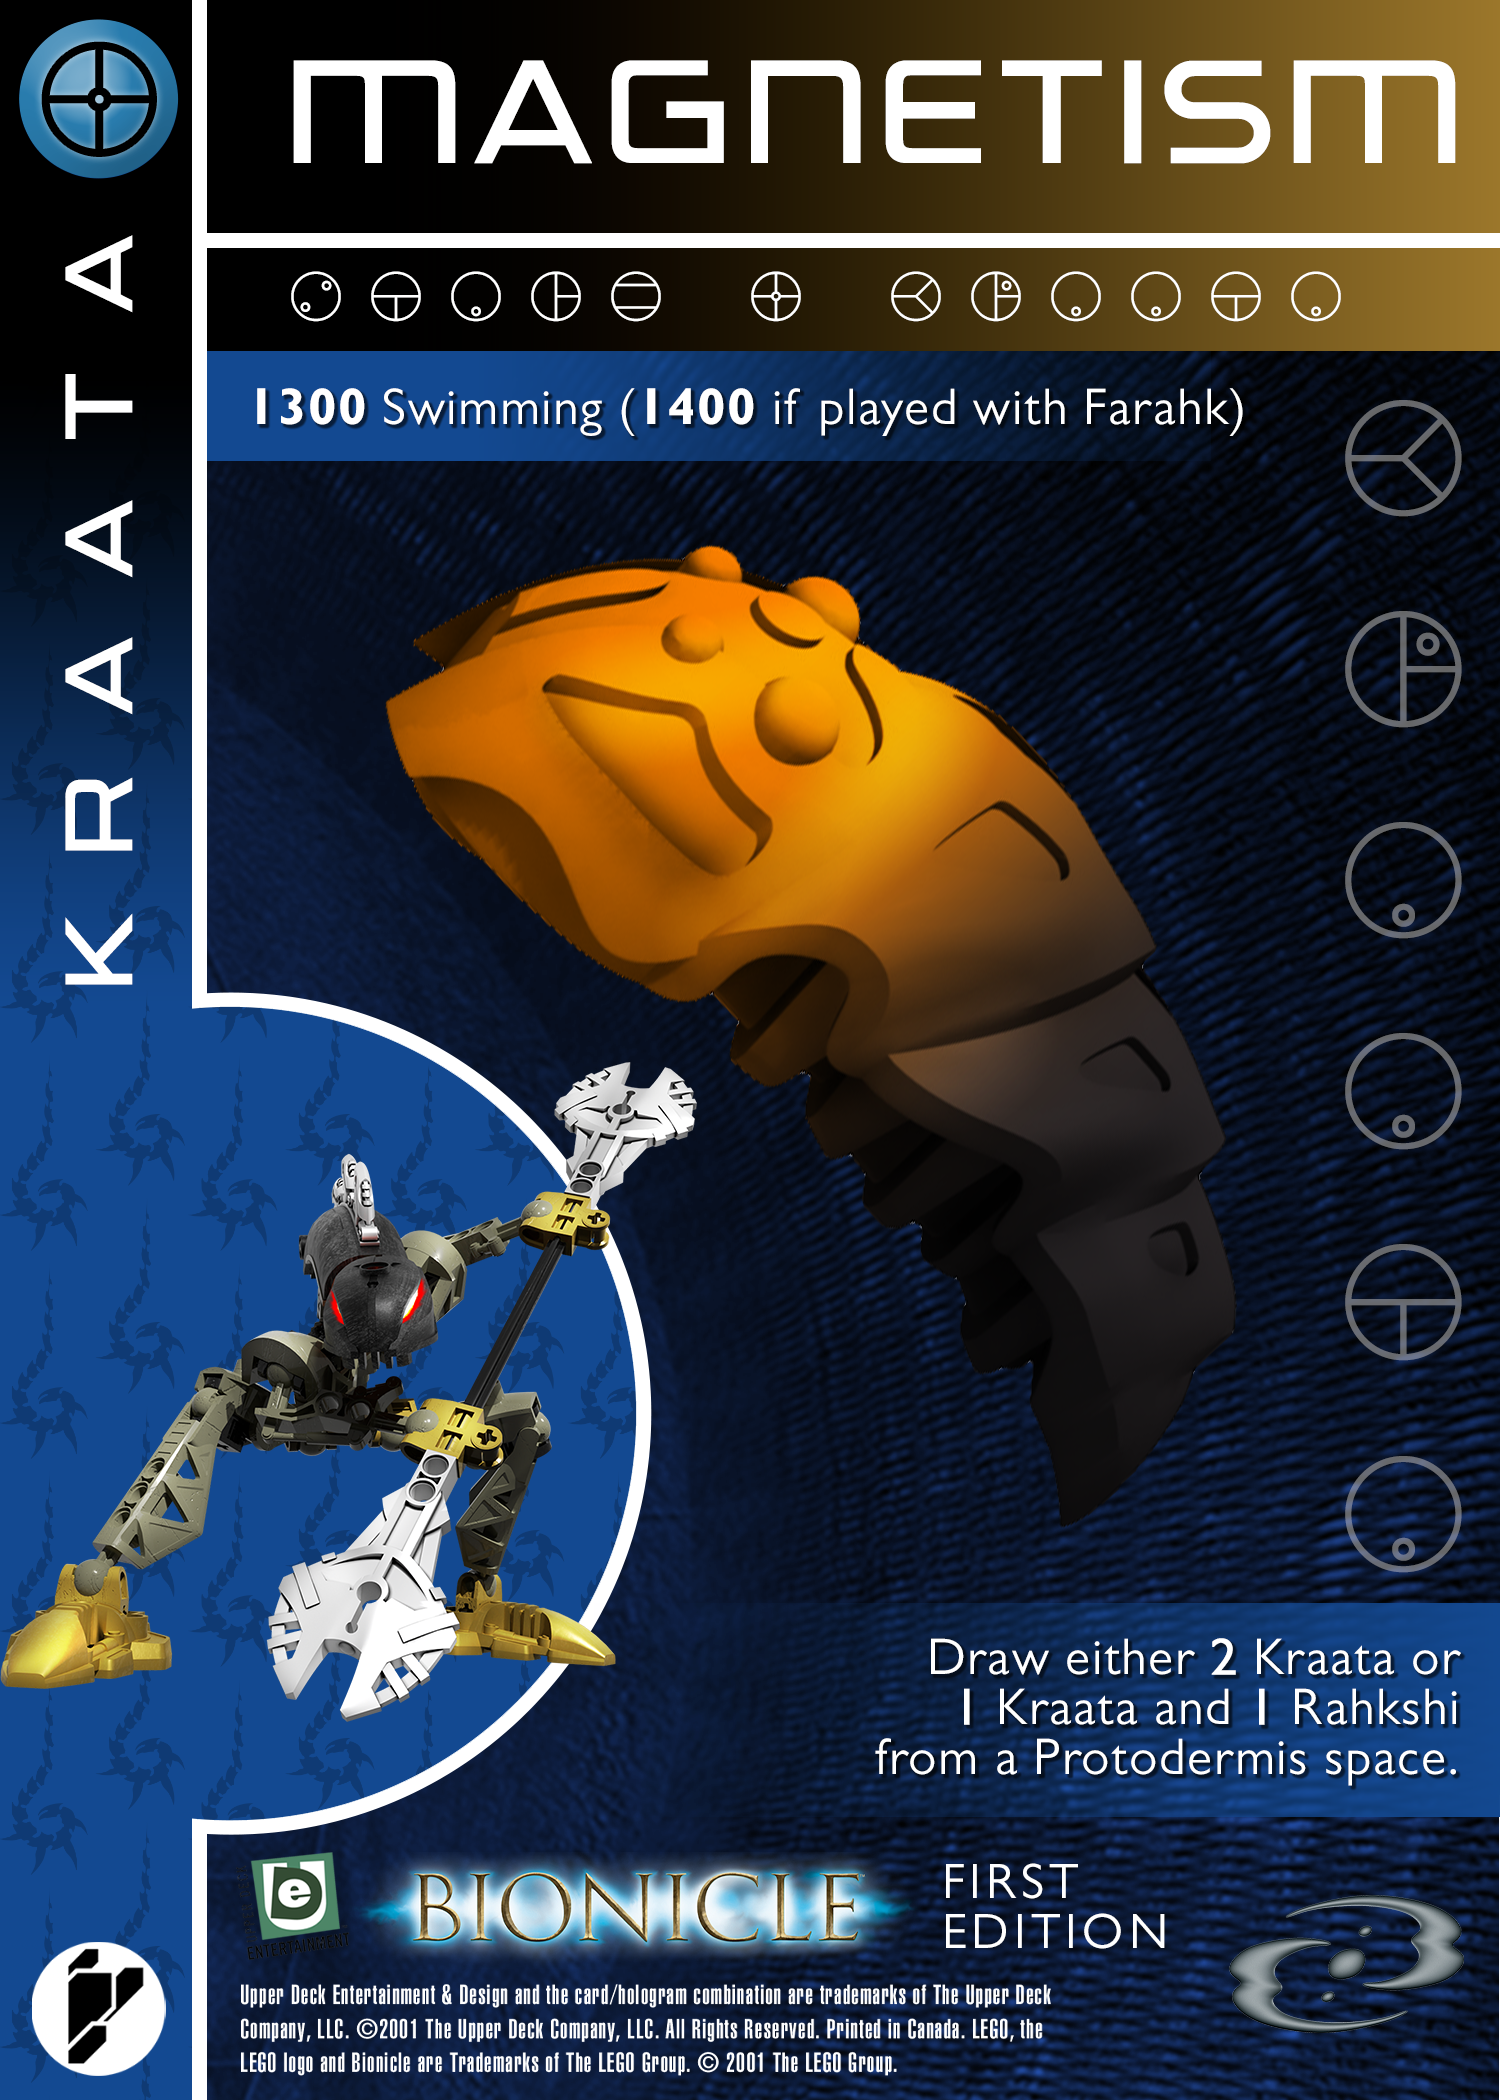 MAGNETISM
KRAATA
1300 Swimming (1400 if played with Farahk)
Draw either 2 Kraata or
1 Kraata and 1 Rahkshi
from a Protodermis space.
e
ENTERTAINMENT
BIONICLE
FIRST
EDITION
Upper Deck Entertainment & Design and the card/hologram combination are trademarks of The Upper Deck
Company, LLC. ©2001 The Upper Deck Company, LLC. All Rights Reserved. Printed in Canada. LEGO, the
LEGO logo and Bionicle are Trademarks of The LEGO Group. © 2001 The LEGO Group.